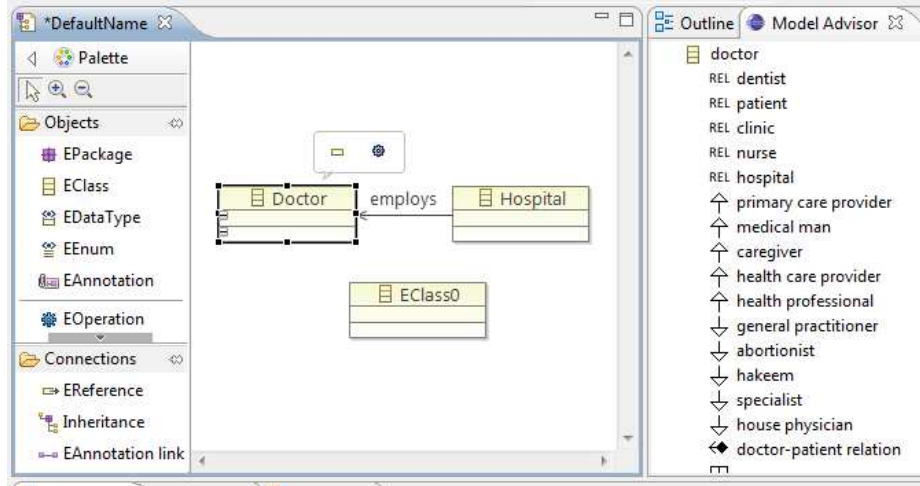 *DefaultName
Palette
Objects
EPackage
EClass
EDataType
EEnum
EAnnotation
EOperation
Connections
EReference
Inheritance
EAnnotation link
Doctor
employs
Hospital
EClass0
Outline
Model Advisor
doctor
REL dentist
REL patient
REL clinic
REL nurse
REL hospital
primary care provider
medical man
caregiver
health care provider
health professional
general practitioner
abortionist
hakeem
specialist
house physician
doctor-patient relation